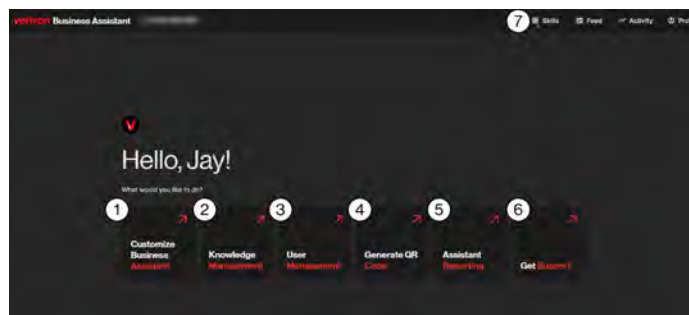 verizon Business Assistant
7 Skills Feed Activity
V
Hello, Jay!
What would you like to do?
1 2 3 4 5 6
Customize Business Assistant
Knowledge Management
User Management
Generate QR Code
Assistant Reporting
Get Support